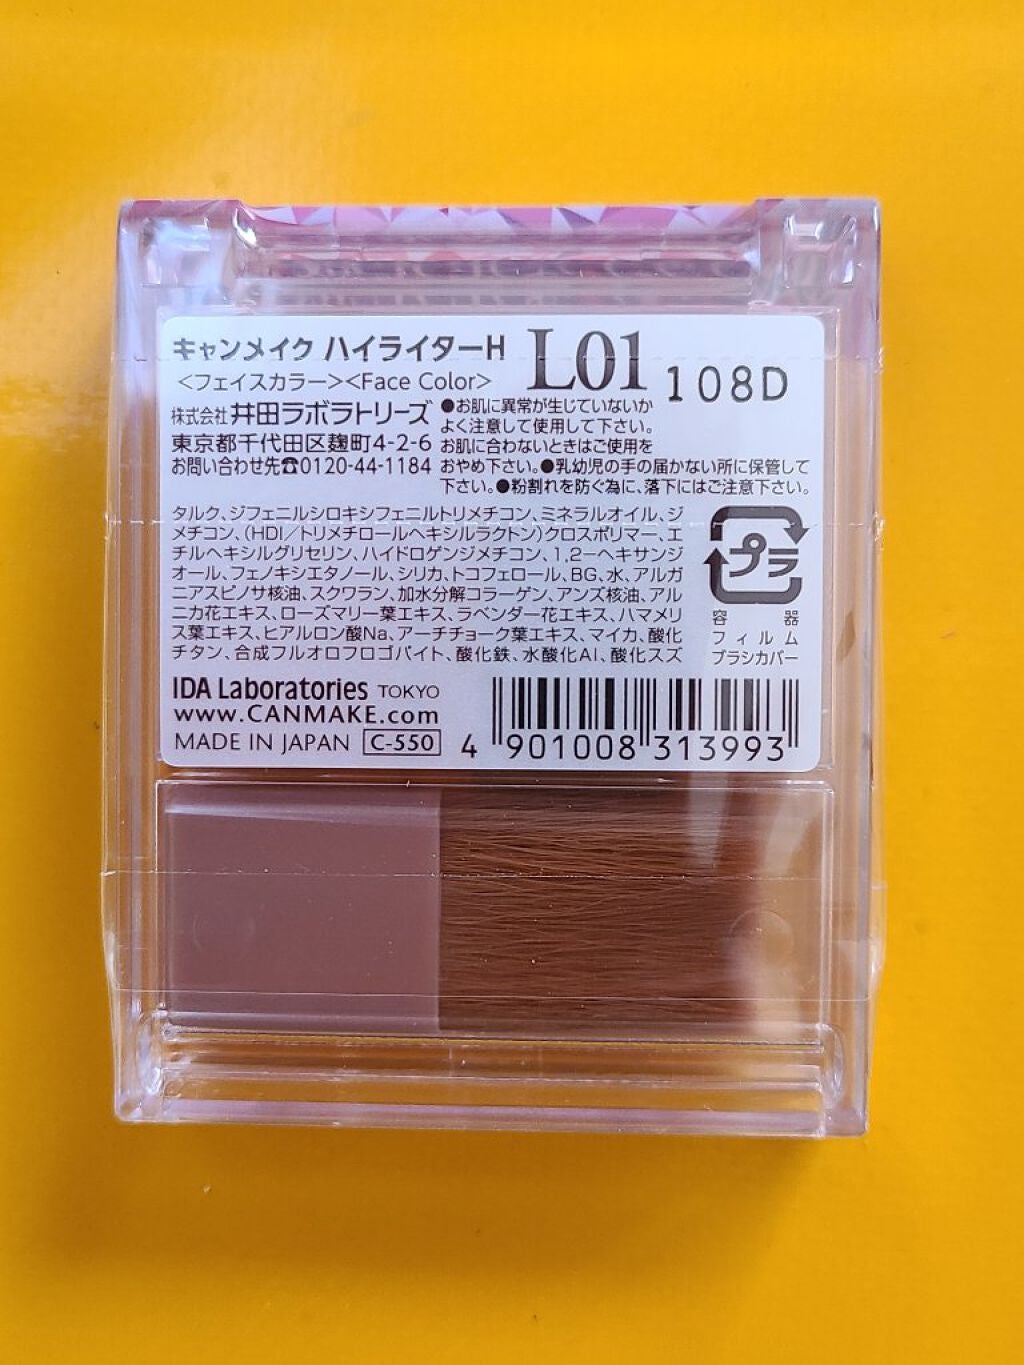 キャンメイク ハイライターH
<フェイスカラー><Face Color>
L01
108D
株式会社 井田ラボラトリーズ
東京都千代田区麹町4-2-6
お問い合わせ先☎0120-44-1184
●お肌に異常が生じていないか
よく注意して使用して下さい。
お肌に合わないときはご使用を
おやめ下さい。●乳幼児の手の届かない所に保管して
下さい。●粉割れを防ぐ為に、落下にはご注意下さい。
タルク、ジフェニルシロキシフェニルトリメチコン、ミネラルオイル、ジ
メチコン、(HDI/トリメチロールヘキシルラクトン)クロスポリマー、エ
チルヘキシルグリセリン、ハイドロゲンジメチコン、1,2-ヘキサンジ
オール、フェノキシエタノール、シリカ、トコフェロール、BG、水、アルガ
ニアスピノサ核油、スクワラン、加水分解コラーゲン、アンズ核油、アル
ニカ花エキス、ローズマリー葉エキス、ラベンダー花エキス、ハマメリ
ス葉エキス、ヒアルロン酸Na、アーチチョーク葉エキス、マイカ、酸化
チタン、合成フルオロフロゴパイト、酸化鉄、水酸化Al、酸化スズ
プラ
容器
フィルム
ブラシカバー
IDA Laboratories TOKYO
www.CANMAKE.com
MADE IN JAPAN C-550
4 901008 313993